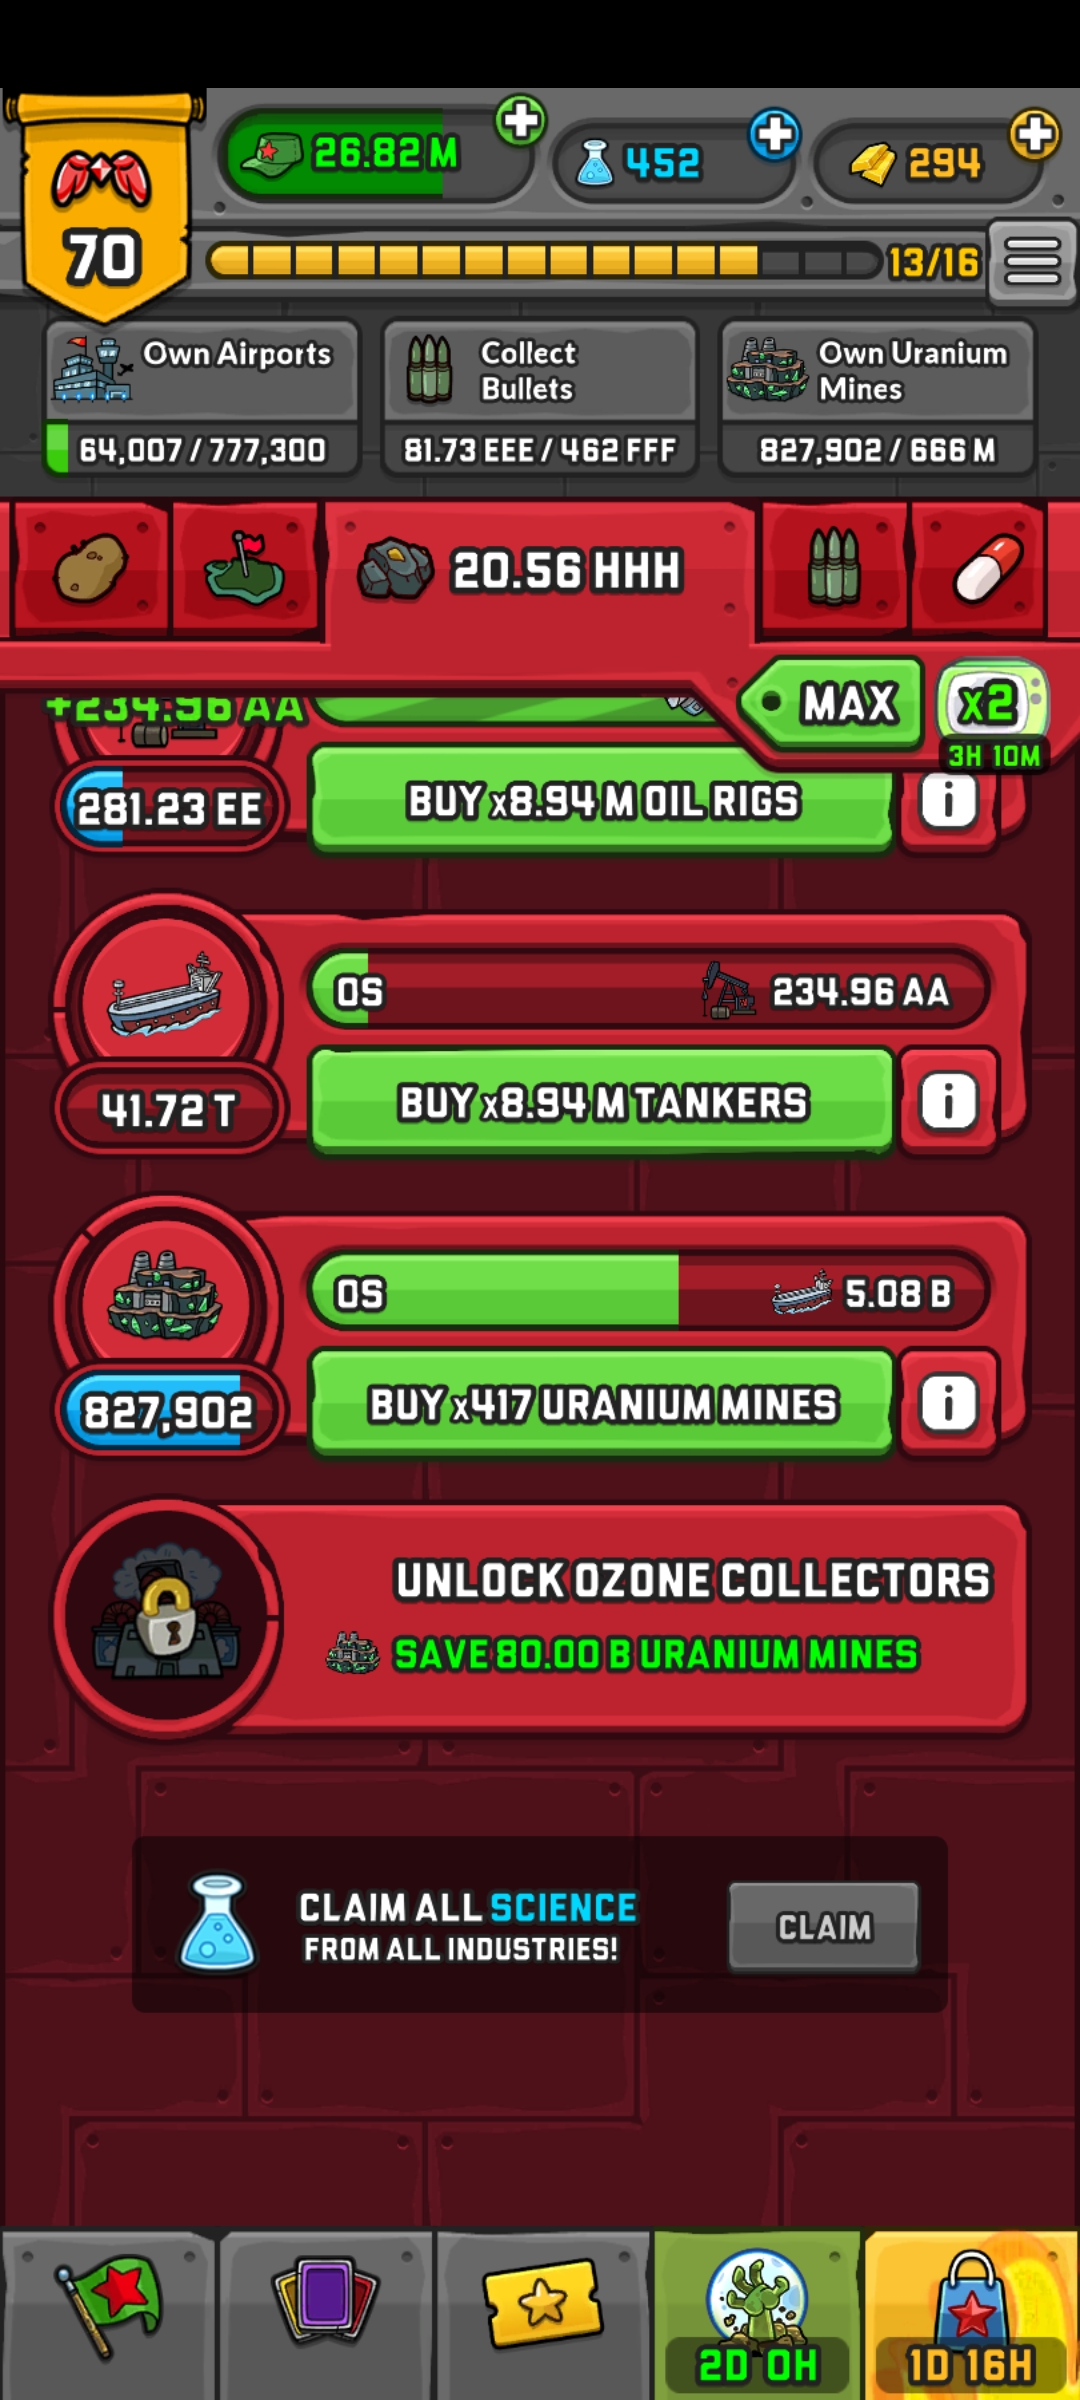 26.82 M
452
294
70
13/16
Own Airports
64,007 / 777,300
Collect
Bullets
81.73 EEE / 462 FFF
Own Uranium
Mines
827,902 / 666 M
20.56 HHH
MAX
x2
3H 10M
+234.96 AA
281.23 EE
BUY x8.94 M OIL RIGS
i
0S
234.96 AA
41.72 T
BUY x8.94 M TANKERS
i
0S
5.08 B
827,902
BUY x417 URANIUM MINES
i
UNLOCK OZONE COLLECTORS
SAVE 80.00 B URANIUM MINES
CLAIM ALL SCIENCE
FROM ALL INDUSTRIES!
CLAIM
2D 0H
1D 16H